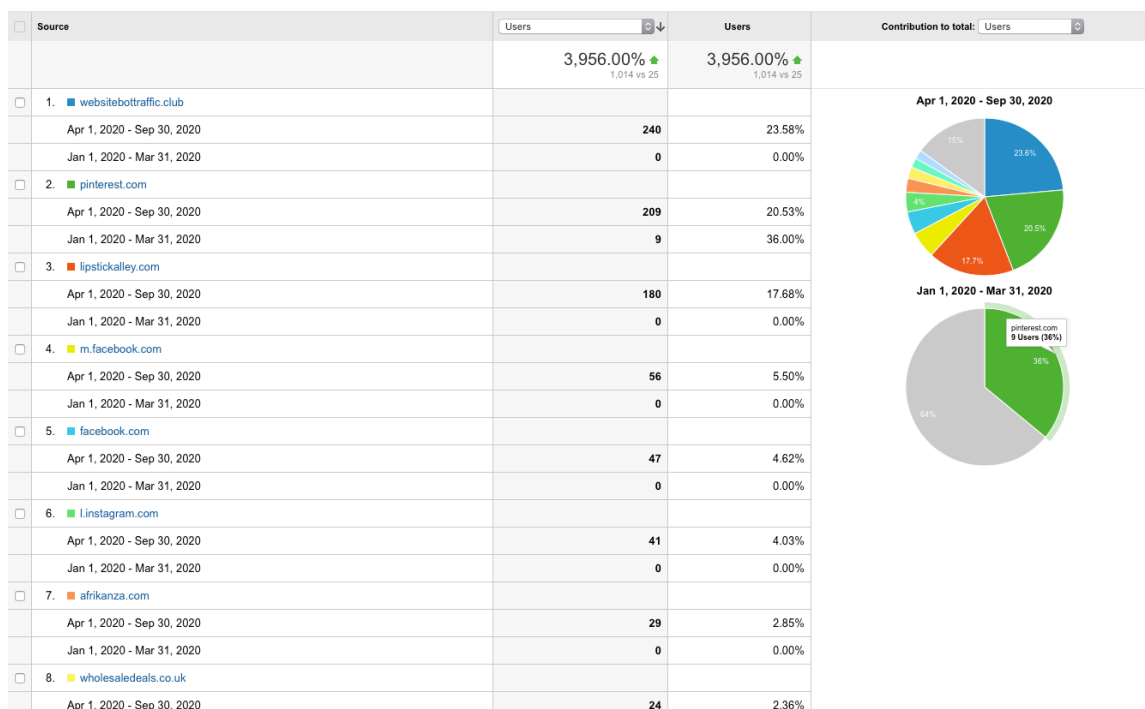 Source Users Users Contribution to total: Users
3,956.00% 3,956.00%
1,014 vs 25 1,014 vs 25
1. websitebottraffic.club
Apr 1, 2020 - Sep 30, 2020 240 23.58%
Jan 1, 2020 - Mar 31, 2020 0 0.00%
2. pinterest.com
Apr 1, 2020 - Sep 30, 2020 209 20.53%
Jan 1, 2020 - Mar 31, 2020 9 36.00%
3. lipstickalley.com
Apr 1, 2020 - Sep 30, 2020 180 17.68%
Jan 1, 2020 - Mar 31, 2020 0 0.00%
4. m.facebook.com
Apr 1, 2020 - Sep 30, 2020 56 5.50%
Jan 1, 2020 - Mar 31, 2020 0 0.00%
5. facebook.com
Apr 1, 2020 - Sep 30, 2020 47 4.62%
Jan 1, 2020 - Mar 31, 2020 0 0.00%
6. l.instagram.com
Apr 1, 2020 - Sep 30, 2020 41 4.03%
Jan 1, 2020 - Mar 31, 2020 0 0.00%
7. afrikanza.com
Apr 1, 2020 - Sep 30, 2020 29 2.85%
Jan 1, 2020 - Mar 31, 2020 0 0.00%
8. wholesaledeals.co.uk
Apr 1, 2020 - Sep 30, 2020 24 2.36%
Apr 1, 2020 - Sep 30, 2020
15%
23.6%
4%
20.5%
17.7%
Jan 1, 2020 - Mar 31, 2020
pinterest.com
9 Users (36%)
36%
64%